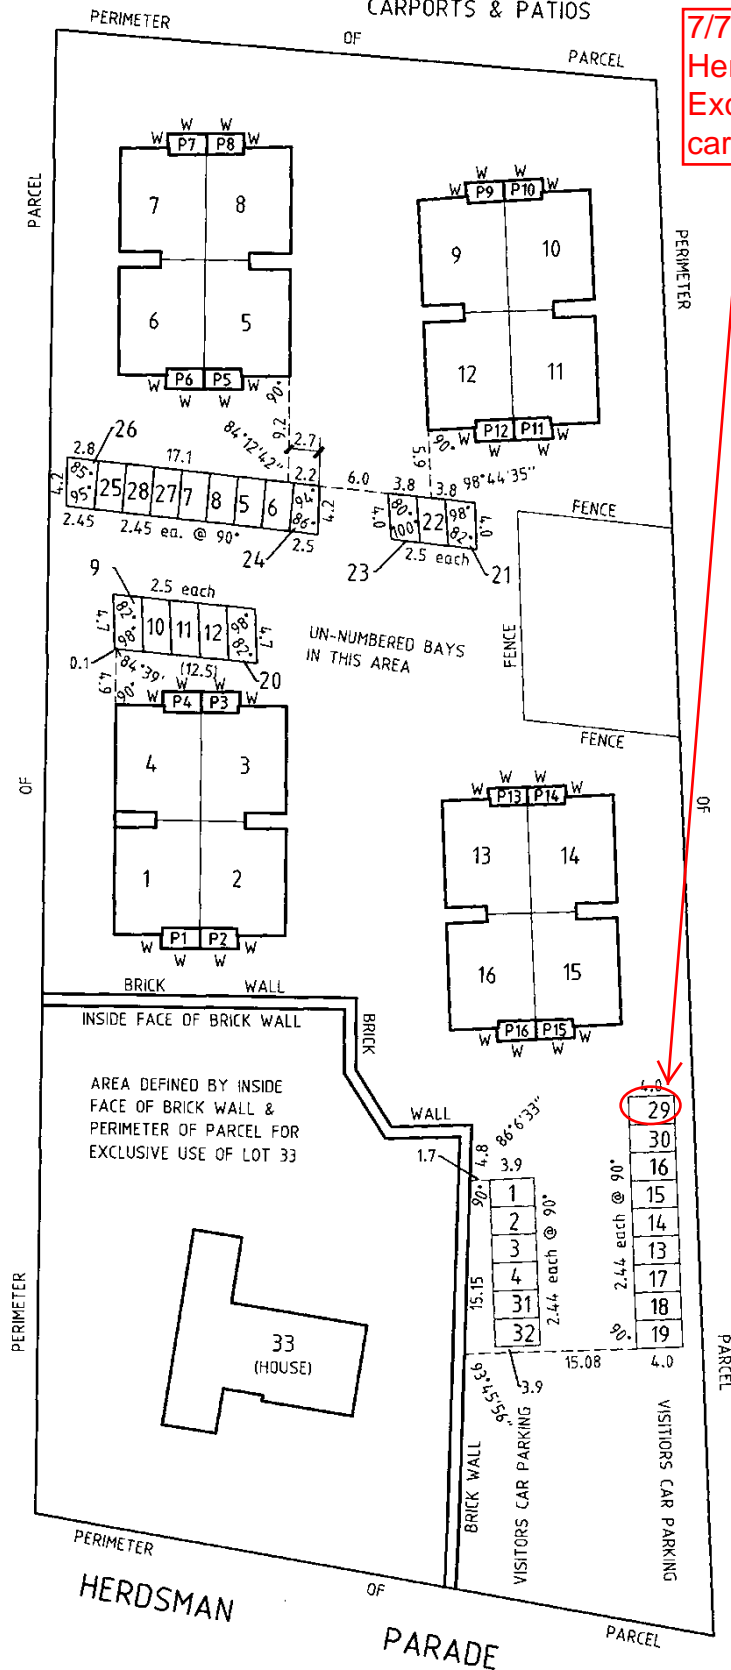 CARPORTS & PATIOS
PERIMETER
OF
PARCEL
7/7
Her
Exc
car
W W
W P7 P8 W
7 8
6 5
W P6 P5 W
W W
PARCEL
W W
W P9 P10 W
9 10
12 11
W P12 P11 W
W W
PERIMETER
90°
9.2
84°12'42"
2.7
2.2
26
2.8
17.1
4.2
85°
95°
25 28 27 7 8 5 6
94°
86°
4.2
2.45
2.45 ea. @ 90°
24
2.5
6.0
90°
5.9
3.8
3.8
98°44'35"
4.0
80°
100°
22
98°
82°
4.0
2.5 each
23
21
FENCE
FENCE
FENCE
9
2.5 each
4.7
82°
98°
10 11 12
98°
82°
4.7
0.1
84°39'
(12.5)
20
4.9
90°
UN-NUMBERED BAYS
IN THIS AREA
W W
W P4 P3 W
4 3
1 2
W P1 P2 W
W W
OF
W W
W P13 P14 W
13 14
16 15
W P16 P15 W
W W
OF
BRICK WALL
INSIDE FACE OF BRICK WALL
BRICK
WALL
AREA DEFINED BY INSIDE
FACE OF BRICK WALL &
PERIMETER OF PARCEL FOR
EXCLUSIVE USE OF LOT 33
1.7
4.8
86°6'33"
3.9
90°
1
2
3
4
31
32
15.15
2.44 each @ 90°
3.9
93°45'56"
4.0
29
30
16
15
14
13
17
18
19
2.44 each @ 90°
90°
15.08
4.0
33
(HOUSE)
PERIMETER
PARCEL
BRICK WALL
VISITORS CAR PARKING
VISITIORS CAR PARKING
PERIMETER
OF
PARCEL
HERDSMAN
PARADE